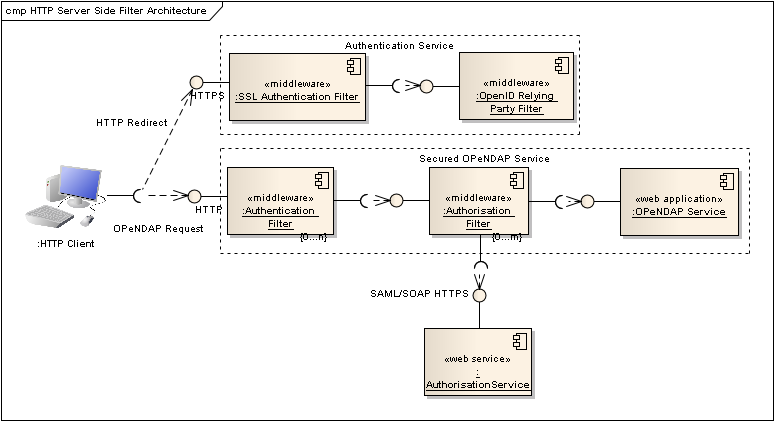 cmp HTTP Server Side Filter Architecture
Authentication Service
«middleware»
:SSL Authentication Filter
«middleware»
:OpenID Relying
Party Filter
HTTPS
HTTP Redirect
Secured OPeNDAP Service
«middleware»
:Authentication
Filter
{0...n}
«middleware»
:Authorisation
Filter
{0...m}
«web application»
:OPeNDAP Service
HTTP
OPeNDAP Request
:HTTP Client
SAML/SOAP HTTPS
«web service»
:
AuthorisationService